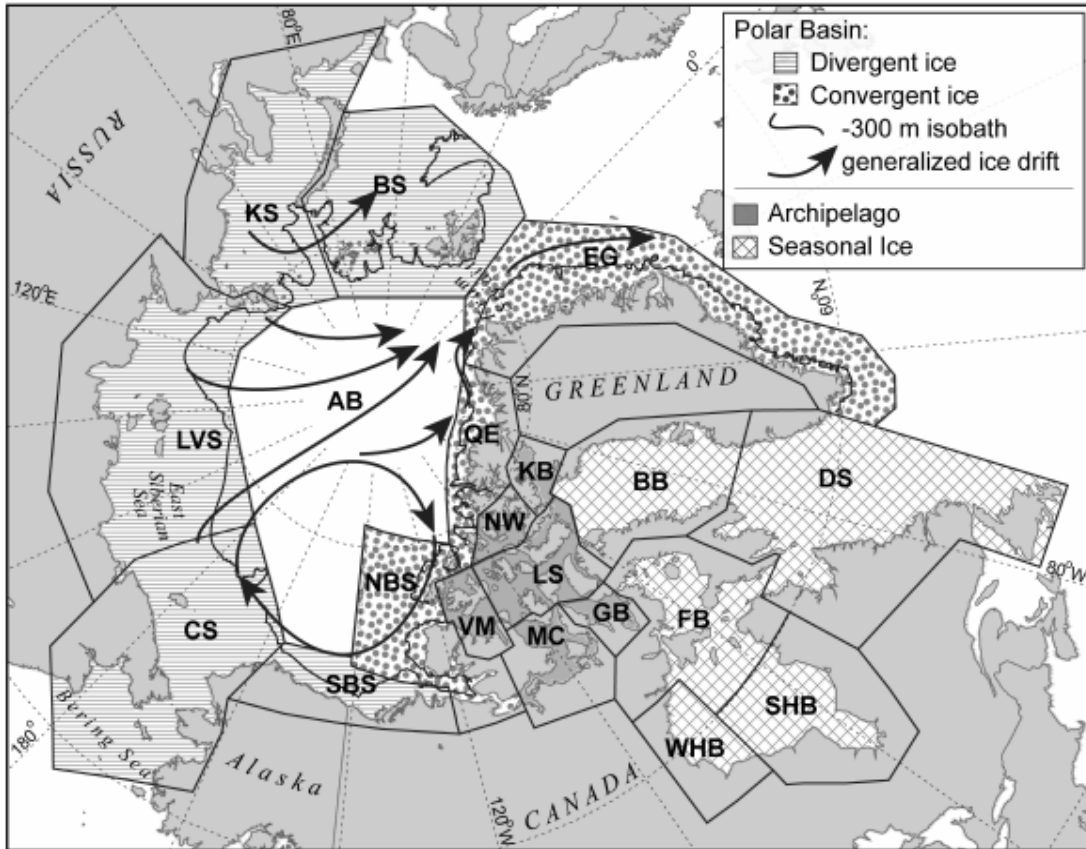 Polar Basin:
Divergent ice
Convergent ice
-300 m isobath
generalized ice drift
Archipelago
Seasonal Ice
80°E
0°
RUSSIA
BS
KS
EG
120°E
60°N
AB
GREENLAND
80°N
LVS
QE
KB
BB
DS
East
Siberian
Sea
NW
LS
80°W
NBS
GB
FB
CS
VM
MC
SBS
SHB
Bering Sea
WHB
180°
Alaska
CANADA
120°W